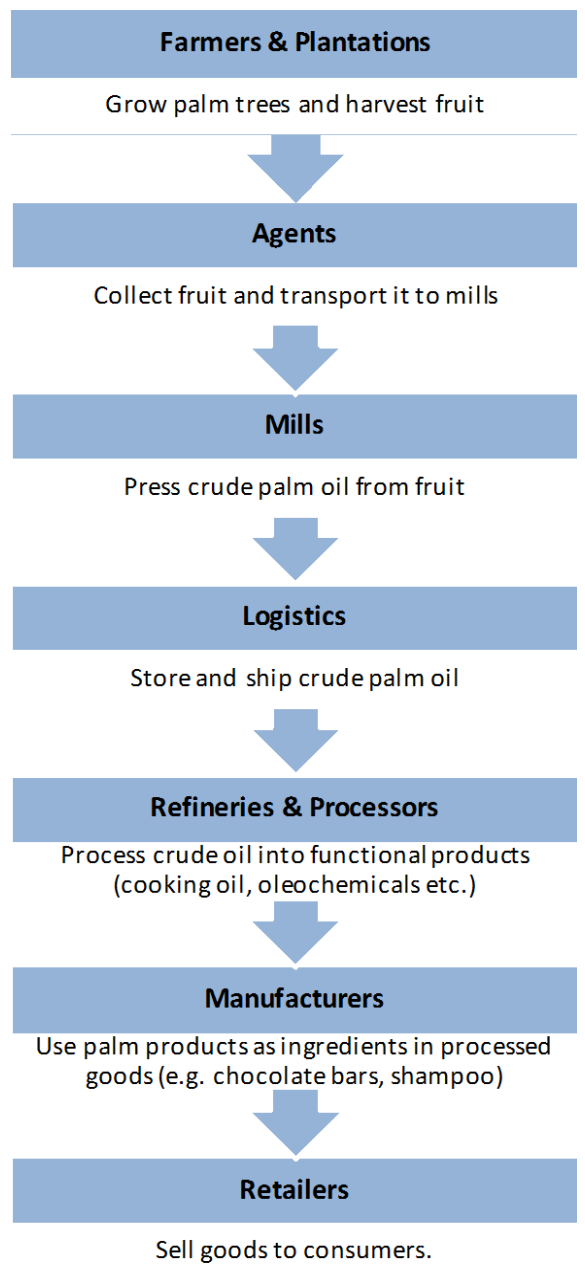 Farmers & Plantations
Grow palm trees and harvest fruit
Agents
Collect fruit and transport it to mills
Mills
Press crude palm oil from fruit
Logistics
Store and ship crude palm oil
Refineries & Processors
Process crude oil into functional products
(cooking oil, oleochemicals etc.)
Manufacturers
Use palm products as ingredients in processed
goods (e.g. chocolate bars, shampoo)
Retailers
Sell goods to consumers.